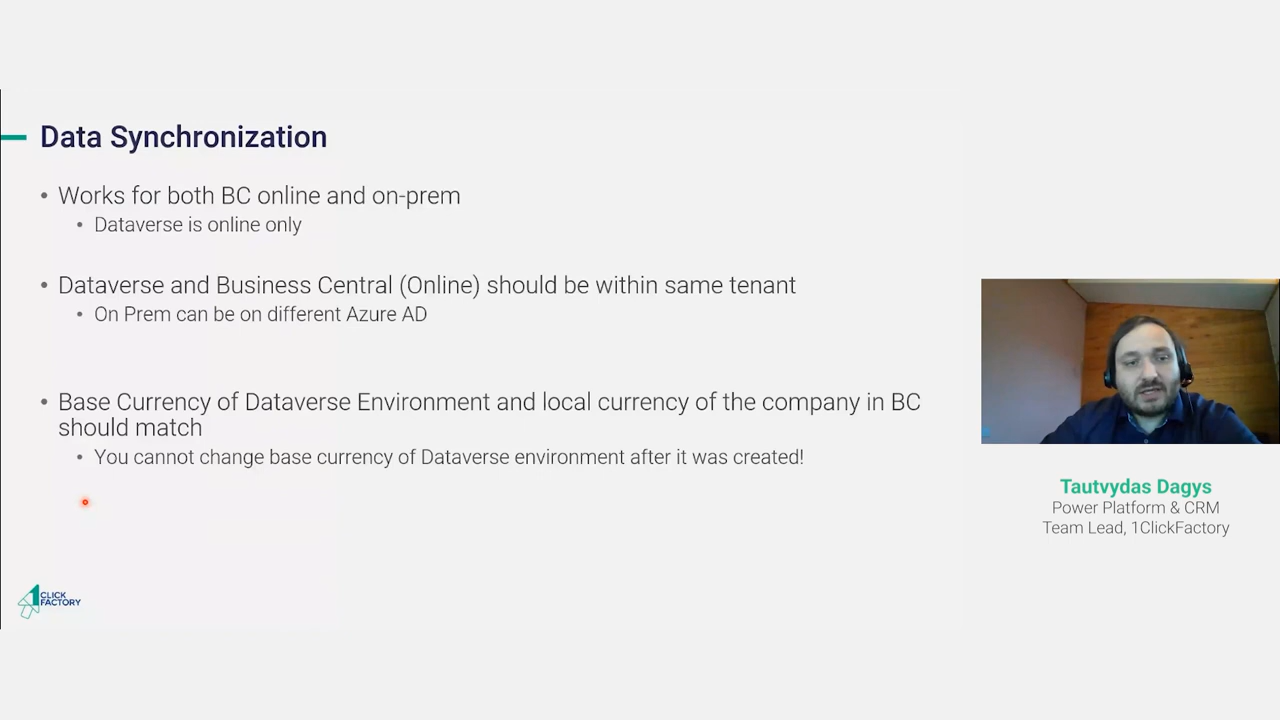 Data Synchronization
• Works for both BC online and on-prem
• Dataverse is online only
• Dataverse and Business Central (Online) should be within same tenant
• On Prem can be on different Azure AD
• Base Currency of Dataverse Environment and local currency of the company in BC
should match
• You cannot change base currency of Dataverse environment after it was created!
Tautvydas Dagys
Power Platform & CRM
Team Lead, 1ClickFactory
1 CLICK
FACTORY